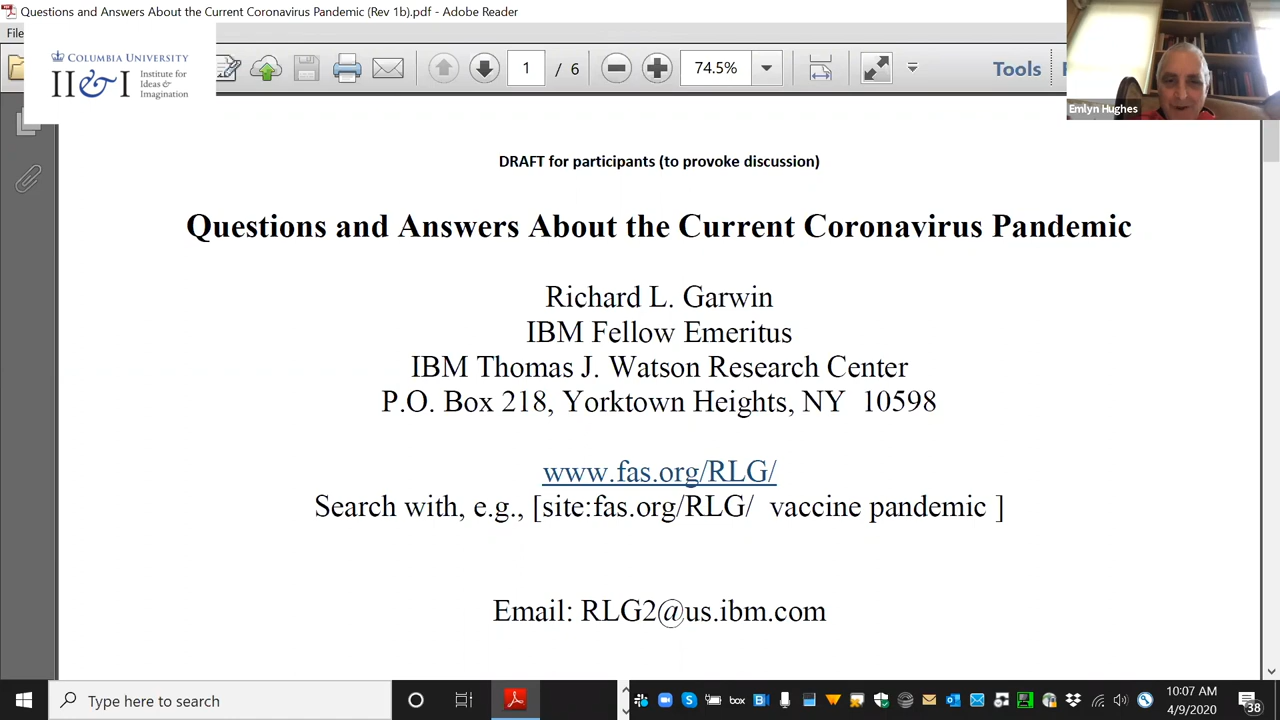 Questions and Answers About the Current Coronavirus Pandemic (Rev 1b).pdf - Adobe Reader
File
COLUMBIA UNIVERSITY
II&I Institute for
Ideas &
Imagination
1 / 6
74.5%
Tools
Emlyn Hughes
DRAFT for participants (to provoke discussion)
Questions and Answers About the Current Coronavirus Pandemic
Richard L. Garwin
IBM Fellow Emeritus
IBM Thomas J. Watson Research Center
P.O. Box 218, Yorktown Heights, NY 10598
www.fas.org/RLG/
Search with, e.g., [site:fas.org/RLG/ vaccine pandemic ]
Email: RLG2@us.ibm.com
Type here to search
box
10:07 AM
4/9/2020
38